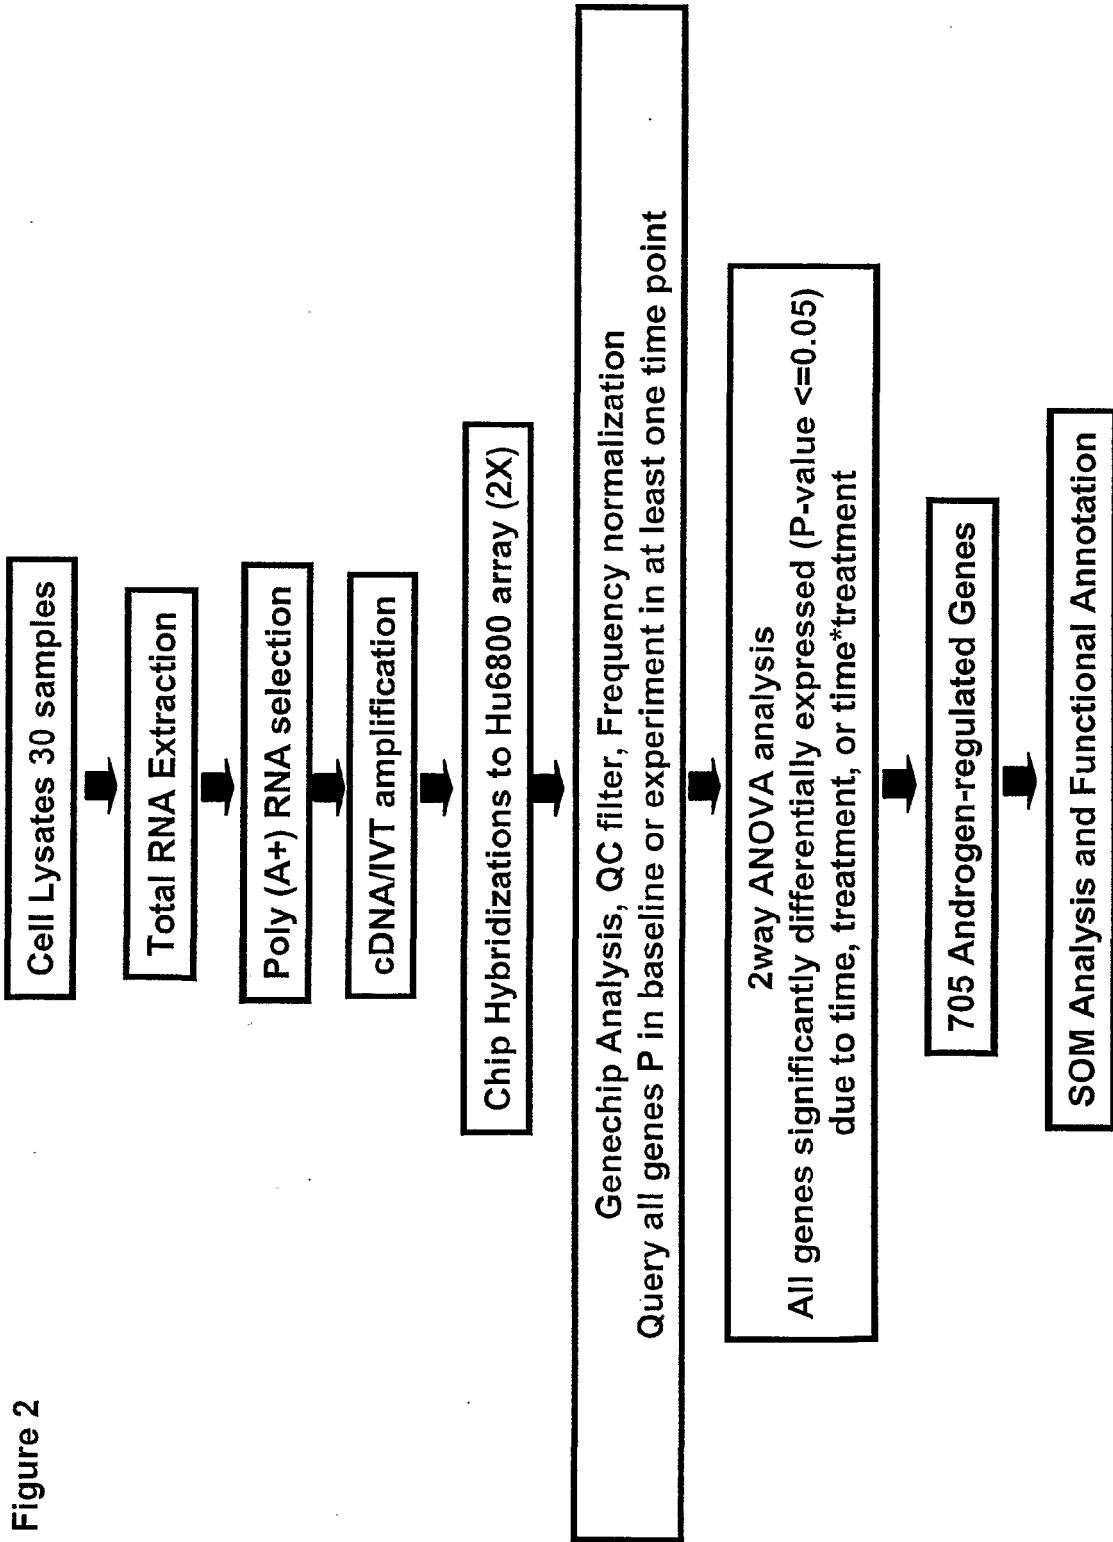 Figure 2
Cell Lysates 30 samples
Total RNA Extraction
Poly (A+) RNA selection
cDNA/IVT amplification
Chip Hybridizations to Hu6800 array (2X)
Genechip Analysis, QC filter, Frequency normalization
Query all genes P in baseline or experiment in at least one time point
2way ANOVA analysis
All genes significantly differentially expressed (P-value <=0.05)
due to time, treatment, or time*treatment
705 Androgen-regulated Genes
SOM Analysis and Functional Annotation